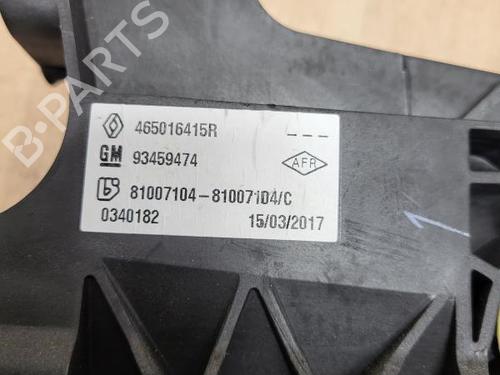 465016415R
---
GM 93459474
AFR
81007104-81007104/C
0340182 15/03/2017
B-PARTS